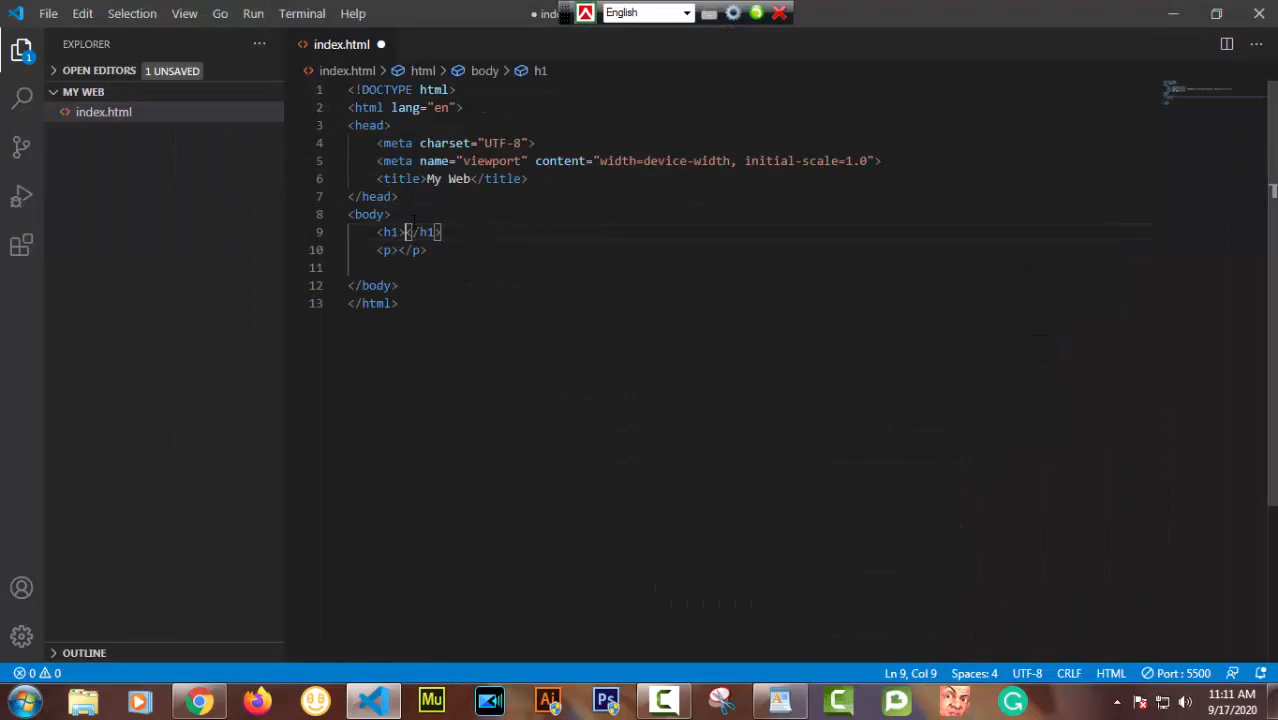 File Edit Selection View Go Run Terminal Help
English
EXPLORER
index.html
OPEN EDITORS 1 UNSAVED
index.html > html > body > h1
MY WEB
index.html
1 <!DOCTYPE html>
2 <html lang="en">
3 <head>
4 <meta charset="UTF-8">
5 <meta name="viewport" content="width=device-width, initial-scale=1.0">
6 <title>My Web</title>
7 </head>
8 <body>
9 <h1></h1>
10 <p></p>
11
12 </body>
13 </html>
OUTLINE
0 0 Ln 9, Col 9 Spaces: 4 UTF-8 CRLF HTML Port : 5500
Mu Ai Ps
11:11 AM
9/17/2020